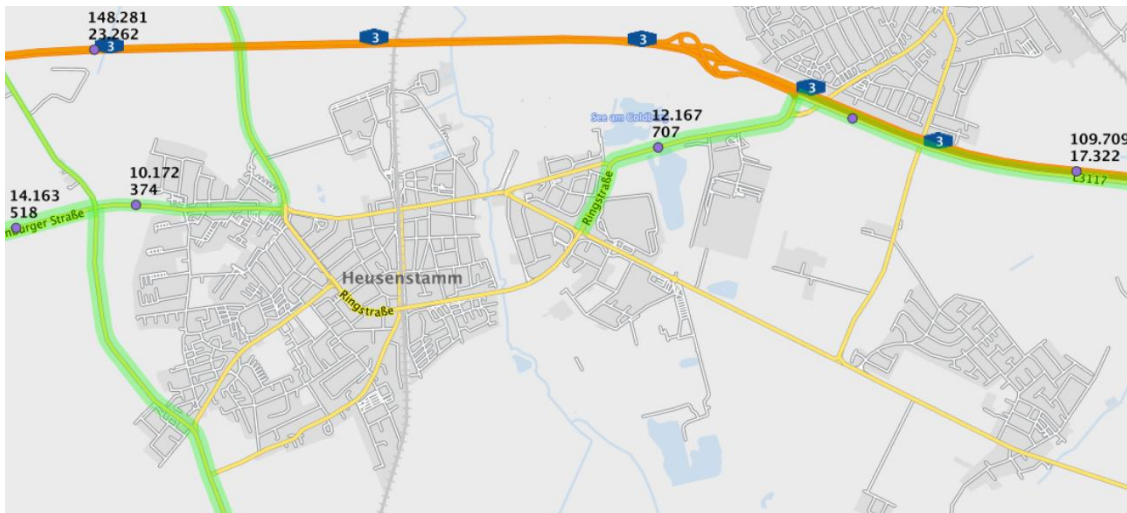 148.281
23.262
3
3
3
3
3
109.709
17.322
L3117
See am Goldberg
12.167
707
10.172
374
14.163
518
nburger Straße
Ringstraße
Heusenstamm
Ringstraße